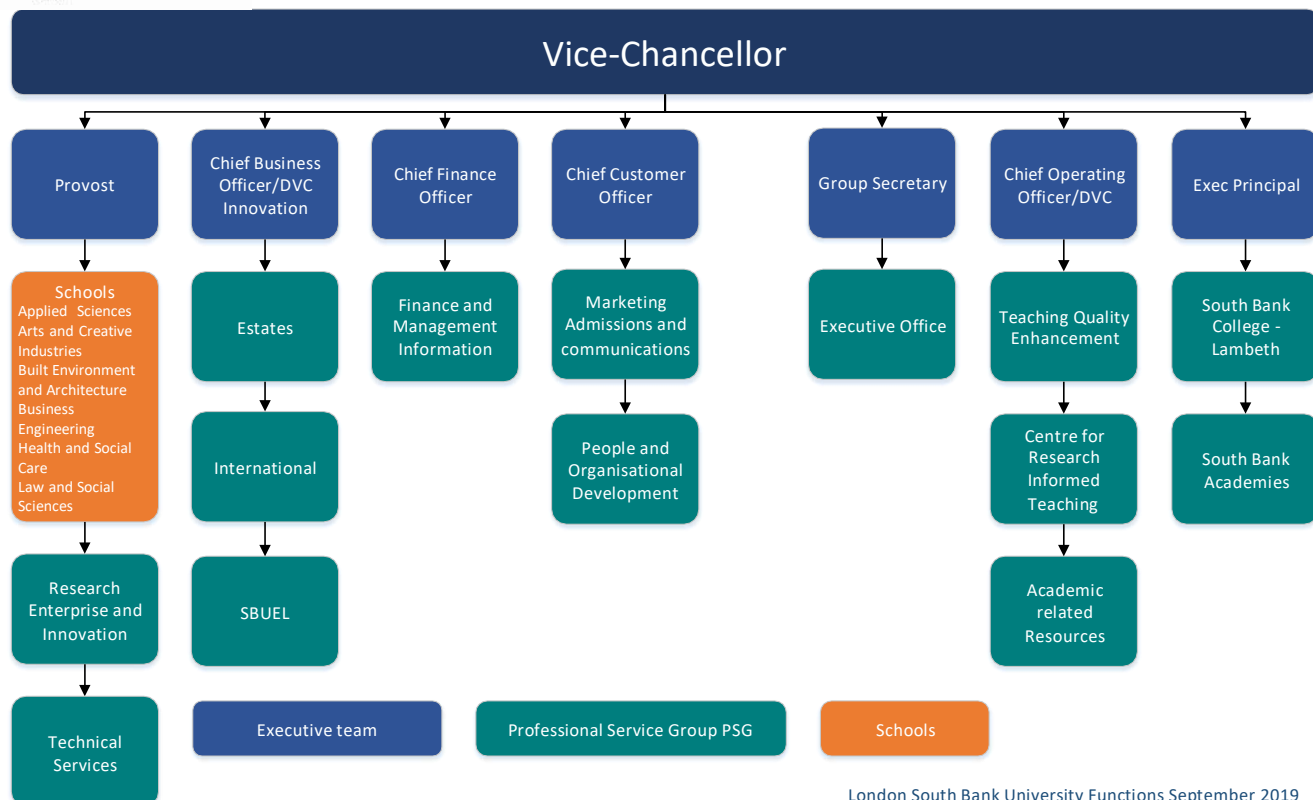 Vice-Chancellor
Provost
Chief Business
Officer/DVC
Innovation
Chief Finance
Officer
Chief Customer
Officer
Group Secretary
Chief Operating
Officer/DVC
Exec Principal
Schools
Applied Sciences
Arts and Creative
Industries
Built Environment
and Architecture
Business
Engineering
Health and Social
Care
Law and Social
Sciences
Estates
Finance and
Management
Information
Marketing
Admissions and
communications
Executive Office
Teaching Quality
Enhancement
South Bank
College -
Lambeth
International
People and
Organisational
Development
Centre for
Research
Informed
Teaching
South Bank
Academies
Research
Enterprise and
Innovation
SBUEL
Academic
related
Resources
Technical
Services
Executive team
Professional Service Group PSG
Schools
London South Bank University Functions September 2019